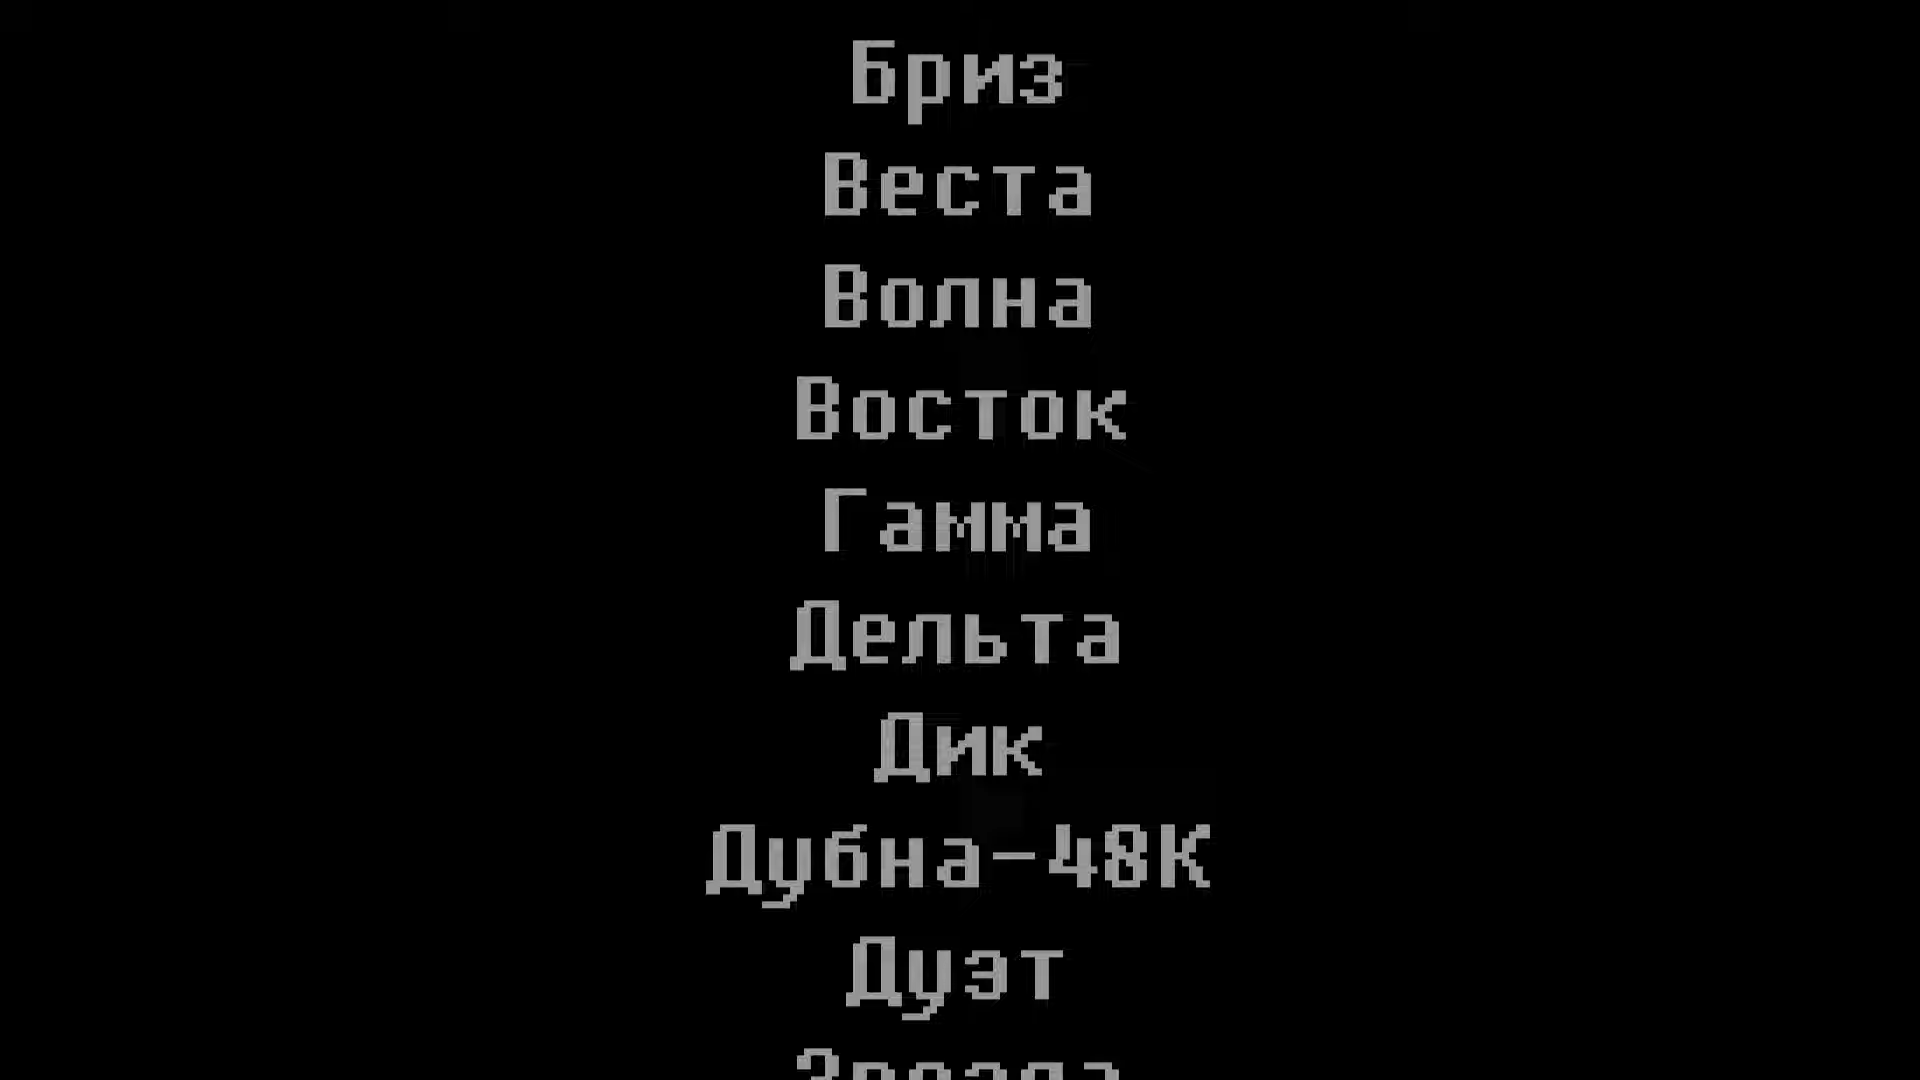 Бриз
Веста
Волна
Восток
Гамма
Дельта
Дик
Дубна-48К
Дуэт